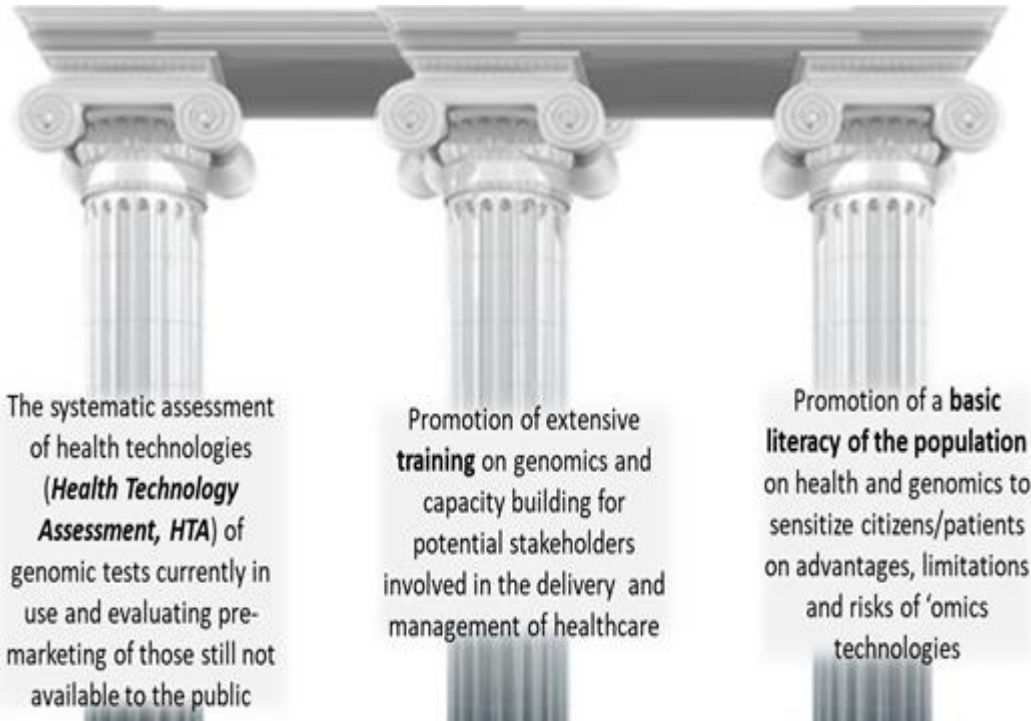 The systematic assessment
of health technologies
(Health Technology
Assessment, HTA) of
genomic tests currently in
use and evaluating pre-
marketing of those still not
available to the public
Promotion of extensive
training on genomics and
capacity building for
potential stakeholders
involved in the delivery and
management of healthcare
Promotion of a basic
literacy of the population
on health and genomics to
sensitize citizens/patients
on advantages, limitations
and risks of ‘omics
technologies